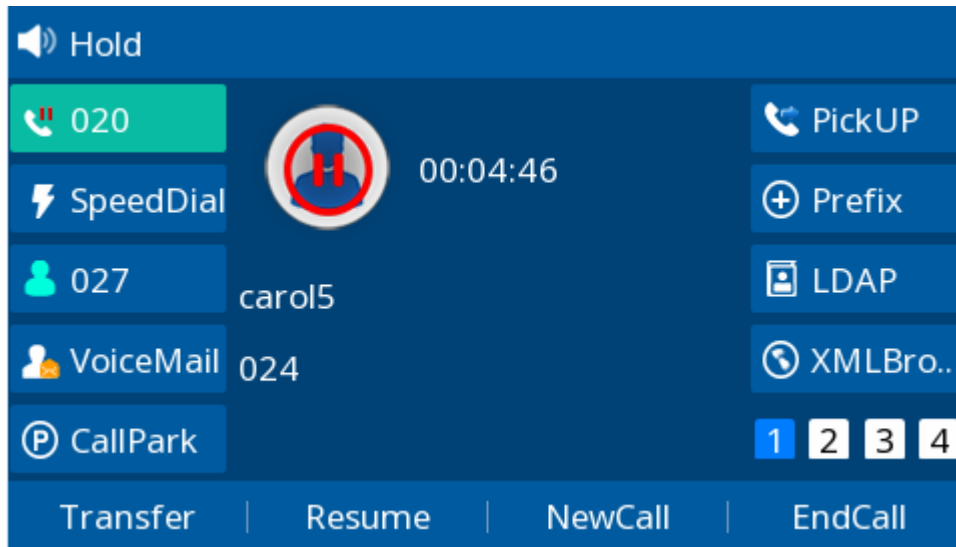 Hold
020
SpeedDial
027
VoiceMail
CallPark
00:04:46
carol5
024
PickUP
Prefix
LDAP
XMLBro..
1 2 3 4
Transfer | Resume | NewCall | EndCall